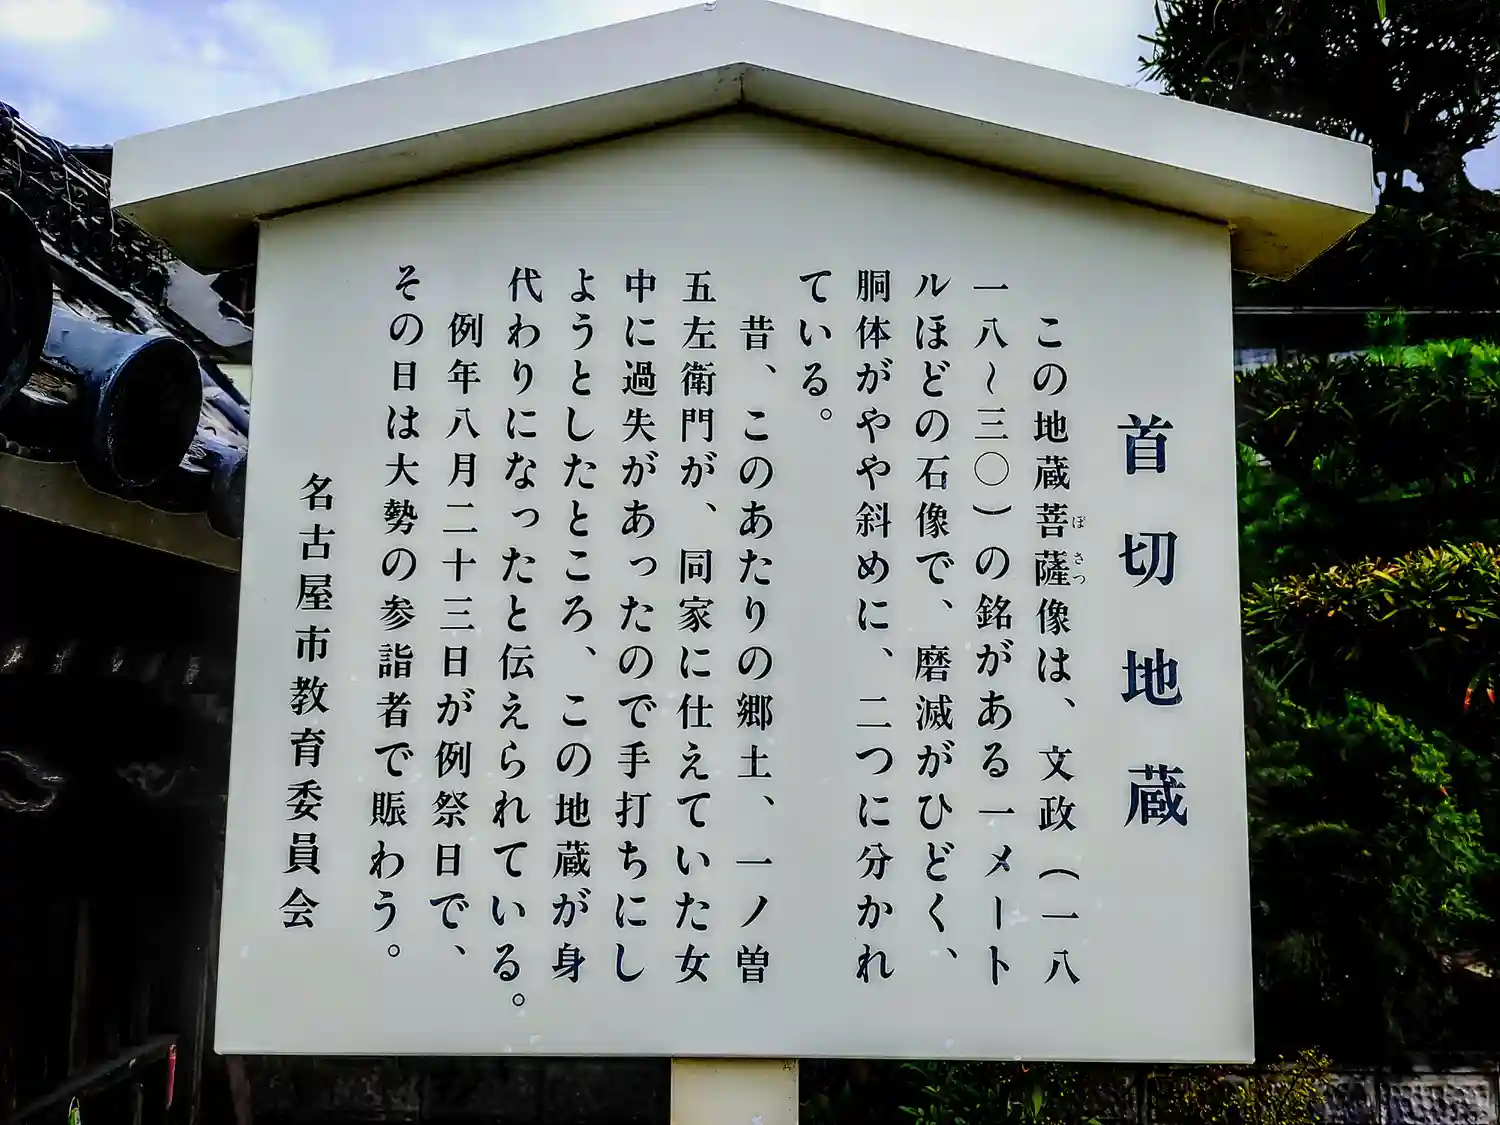 首切地蔵
この地蔵菩薩像は、文政（一八
一八～三〇）の銘がある一メート
ルほどの石像で、磨滅がひどく、
胴体がやや斜めに、二つに分かれ
ている。
昔、このあたりの郷土、一ノ曽
五左衛門が、同家に仕えていた女
中に過失があったので手打ちにし
ようとしたところ、この地蔵が身
代わりになったと伝えられている。
例年八月二十三日が例祭日で、
その日は大勢の参詣者で賑わう。
名古屋市教育委員会